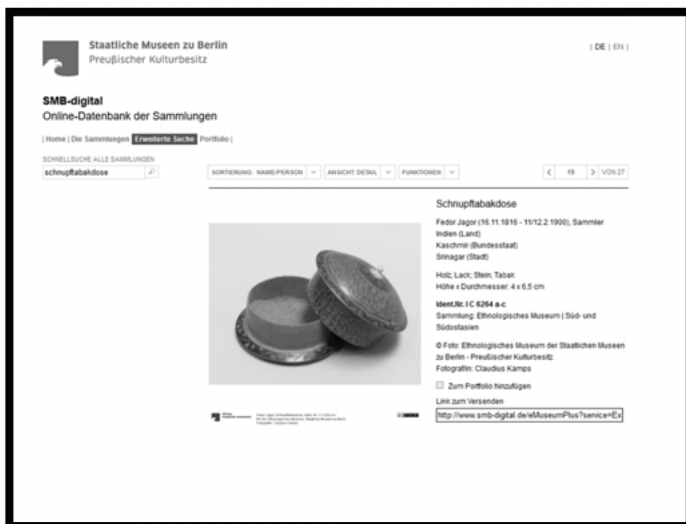 Staatliche Museen zu Berlin
Preußischer Kulturbesitz
| DE | EN |
SMB-digital
Online-Datenbank der Sammlungen
| Home | Die Sammlungen Erweiterte Suche Portfolio |
SCHNELLSUCHE ALLE SAMMLUNGEN
schnupftabakdose
SORTIERUNG: NAME/PERSON ANSICHT: DETAIL FUNKTIONEN < 19 > VON 27
Schnupftabakdose
Fedor Jagor (16.11.1816 - 11/12.2.1900), Sammler
Indien (Land)
Kaschmir (Bundesstaat)
Srinagar (Stadt)
Holz; Lack; Stein; Tabak
Höhe x Durchmesser: 4 x 6,5 cm
Ident.Nr. I C 6264 a-c
Sammlung: Ethnologisches Museum | Süd- und
Südostasien
© Foto: Ethnologisches Museum der Staatlichen Museen
zu Berlin - Preußischer Kulturbesitz
Fotograf/in: Claudius Kamps
Zum Portfolio hinzufügen
Link zum Versenden
http://www.smb-digital.de/eMuseumPlus?service=Ex